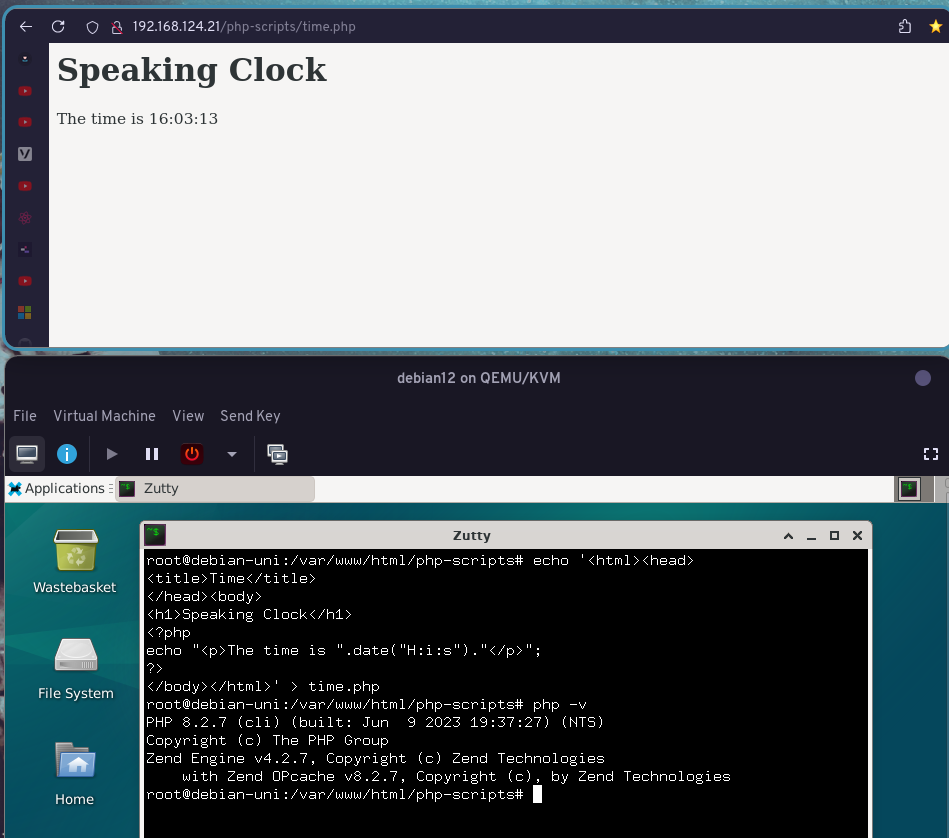 192.168.124.21/php-scripts/time.php
Speaking Clock
The time is 16:03:13
debian12 on QEMU/KVM
File Virtual Machine View Send Key
Applications Zutty
Zutty
Wastebasket
File System
Home
root@debian-uni:/var/www/html/php-scripts# echo '<html><head>
<title>Time</title>
</head><body>
<h1>Speaking Clock</h1>
<?php
echo "<p>The time is ".date("H:i:s")."</p>";
?>
</body></html>' > time.php
root@debian-uni:/var/www/html/php-scripts# php -v
PHP 8.2.7 (cli) (built: Jun  9 2023 19:37:27) (NTS)
Copyright (c) The PHP Group
Zend Engine v4.2.7, Copyright (c) Zend Technologies
    with Zend OPcache v8.2.7, Copyright (c), by Zend Technologies
root@debian-uni:/var/www/html/php-scripts#